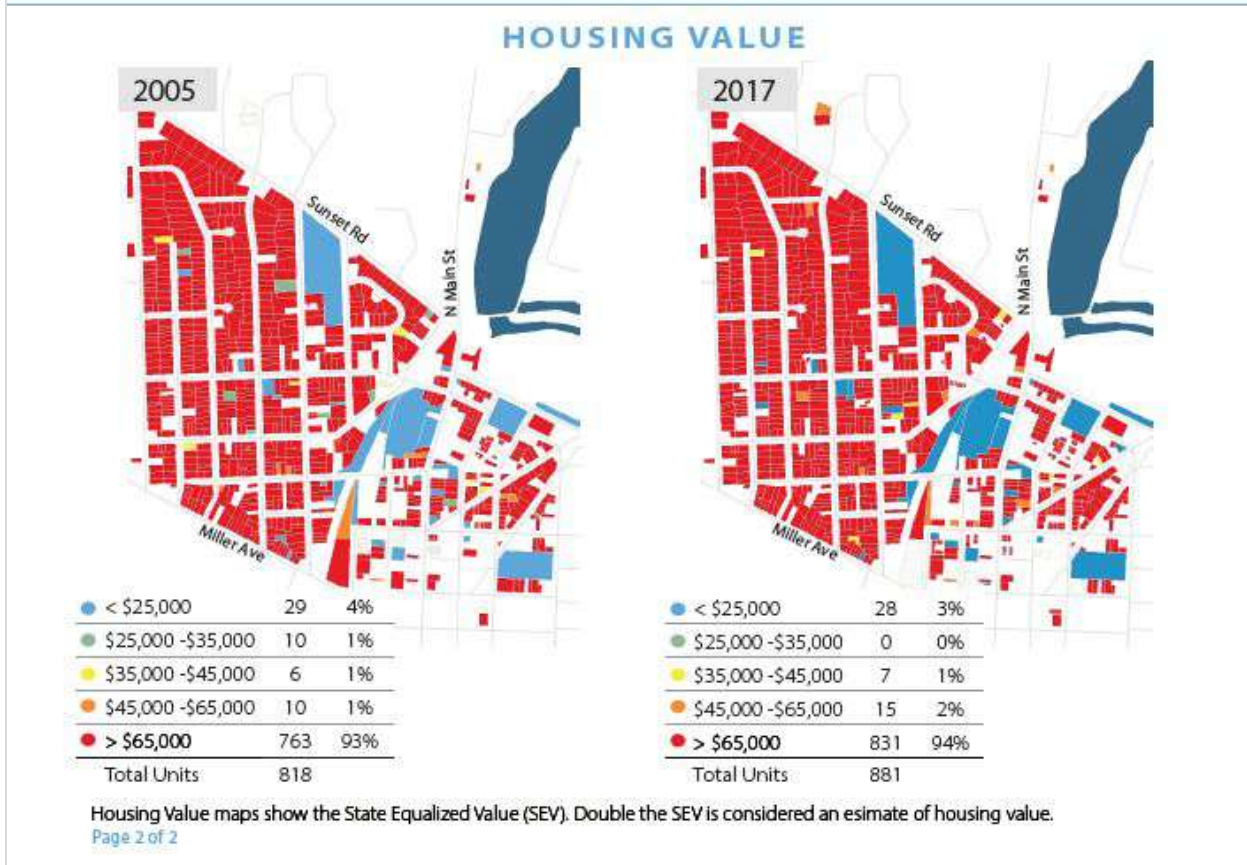 HOUSING VALUE
2005
Sunset Rd
N Main St
Miller Ave
< $25,000 29 4%
$25,000 -$35,000 10 1%
$35,000 -$45,000 6 1%
$45,000 -$65,000 10 1%
> $65,000 763 93%
Total Units 818
2017
Sunset Rd
N Main St
Miller Ave
< $25,000 28 3%
$25,000 -$35,000 0 0%
$35,000 -$45,000 7 1%
$45,000 -$65,000 15 2%
> $65,000 831 94%
Total Units 881
Housing Value maps show the State Equalized Value (SEV). Double the SEV is considered an esimate of housing value.
Page 2 of 2